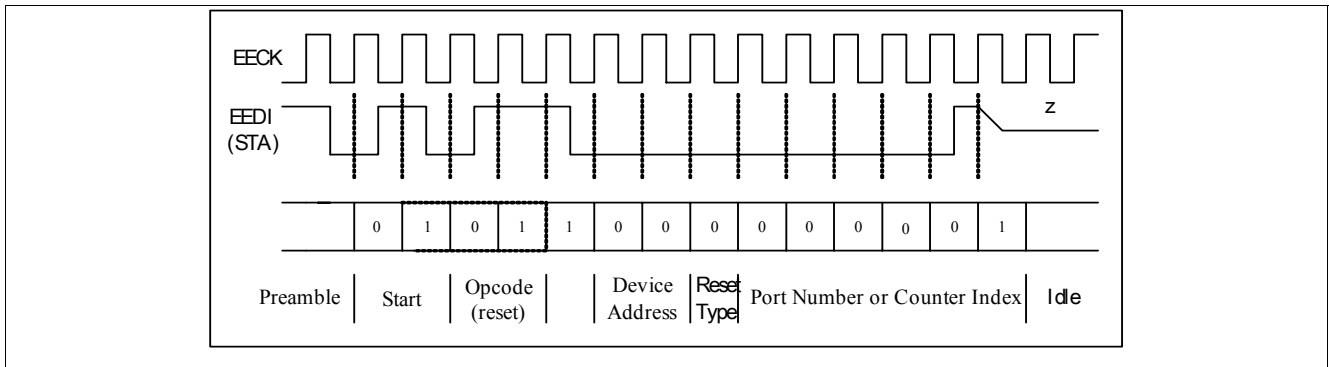 EECK
EEDI
(STA)
z
0 1 0 1 1 0 0 0 0 0 0 0 0 1
Preamble
Start
Opcode
(reset)
Device
Address
Reset
Type
Port Number or Counter Index
Idle